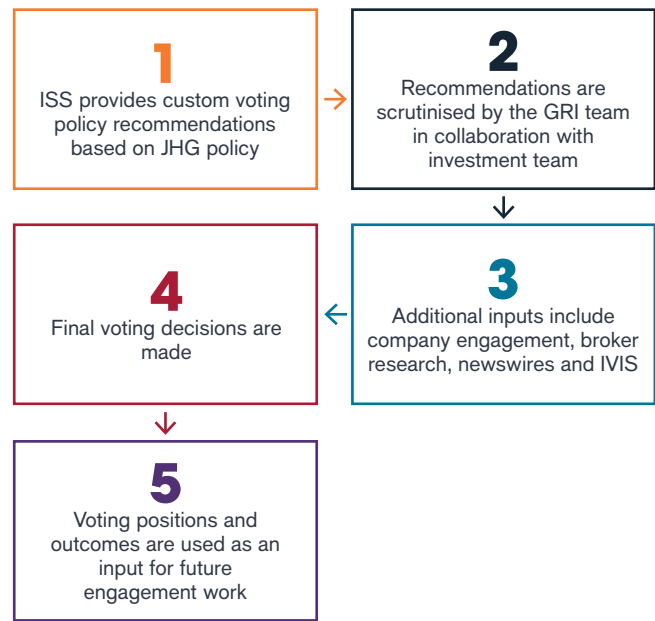 1
ISS provides custom voting
policy recommendations
based on JHG policy
2
Recommendations are
scrutinised by the GRI team
in collaboration with
investment team
3
Additional inputs include
company engagement, broker
research, newswires and IVIS
4
Final voting decisions are
made
5
Voting positions and
outcomes are used as an
input for future
engagement work